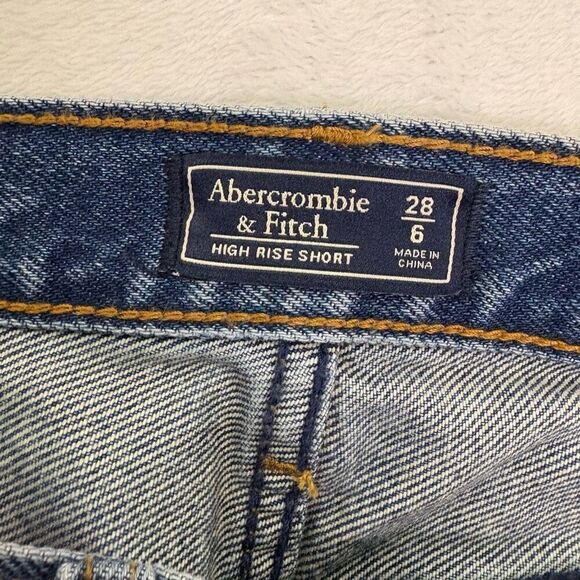 Abercrombie
& Fitch
HIGH RISE SHORT
28
6
MADE IN
CHINA